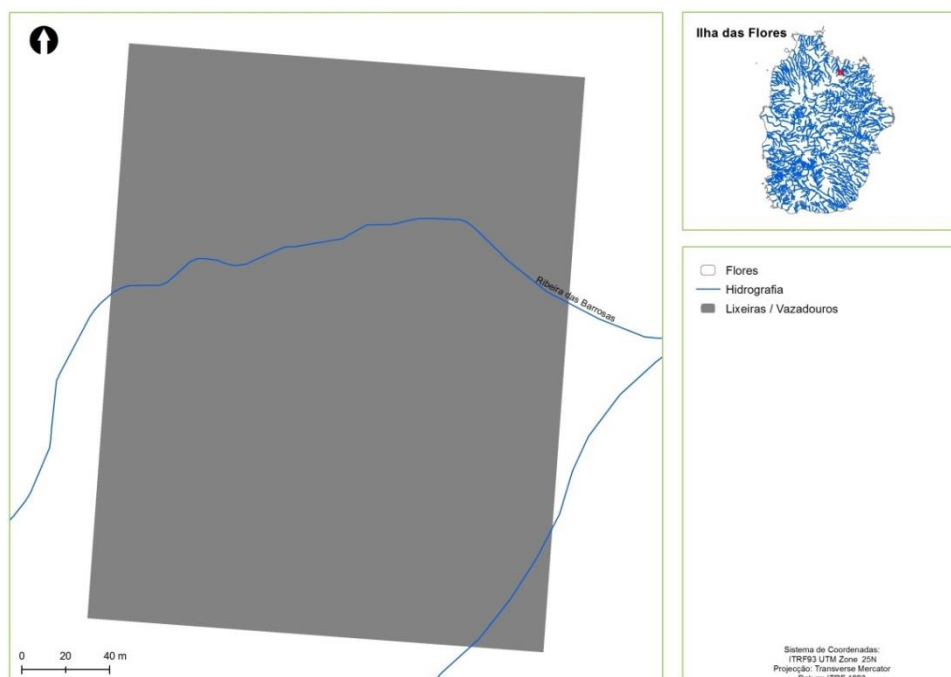 Ilha das Flores
Ribeira das Barrosas
Flores
Hidrografia
Lixeiras / Vazadouros
0 20 40 m
Sistema de Coordenadas:
ITRF93 UTM Zone 25N
Projecção: Transverse Mercator